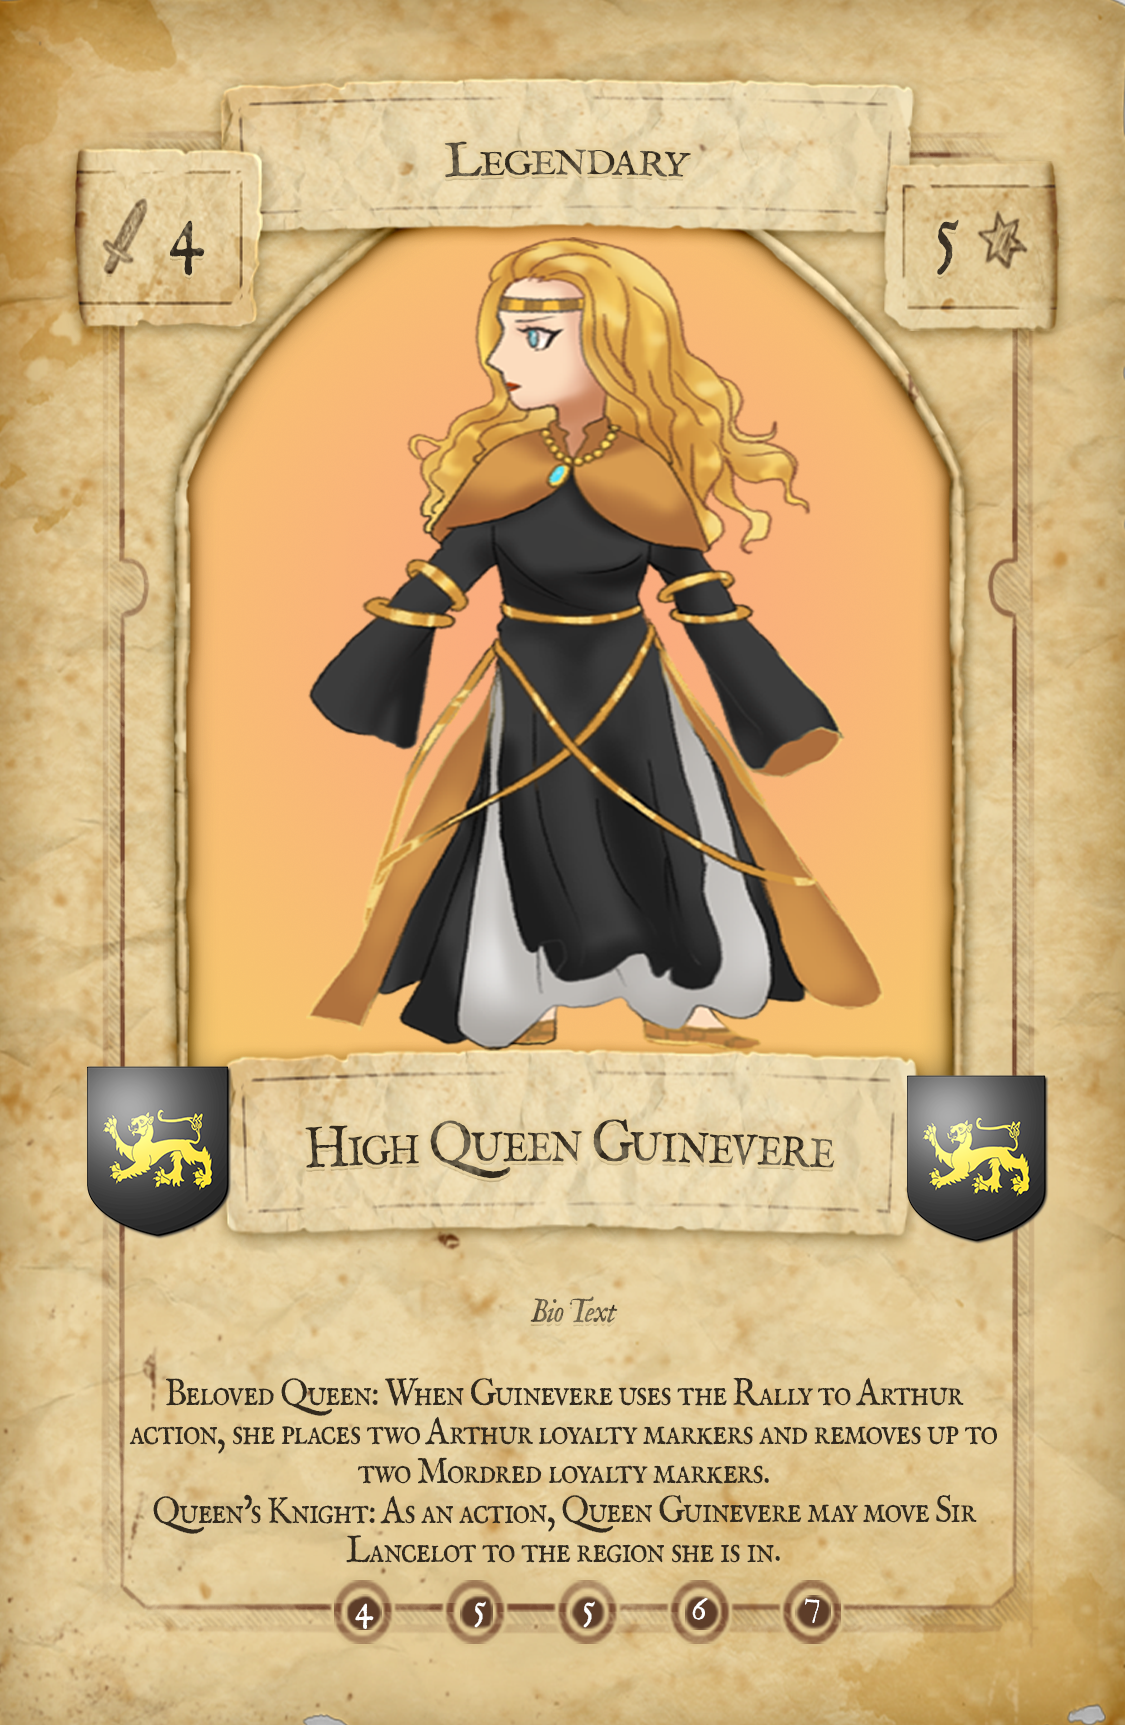 Legendary
4
5
High Queen Guinevere
Bio Text
Beloved Queen: When Guinevere uses the Rally to Arthur
action, she places two Arthur loyalty markers and removes up to
two Mordred loyalty markers.
Queen's Knight: As an action, Queen Guinevere may move Sir
Lancelot to the region she is in.
4 5 5 6 7